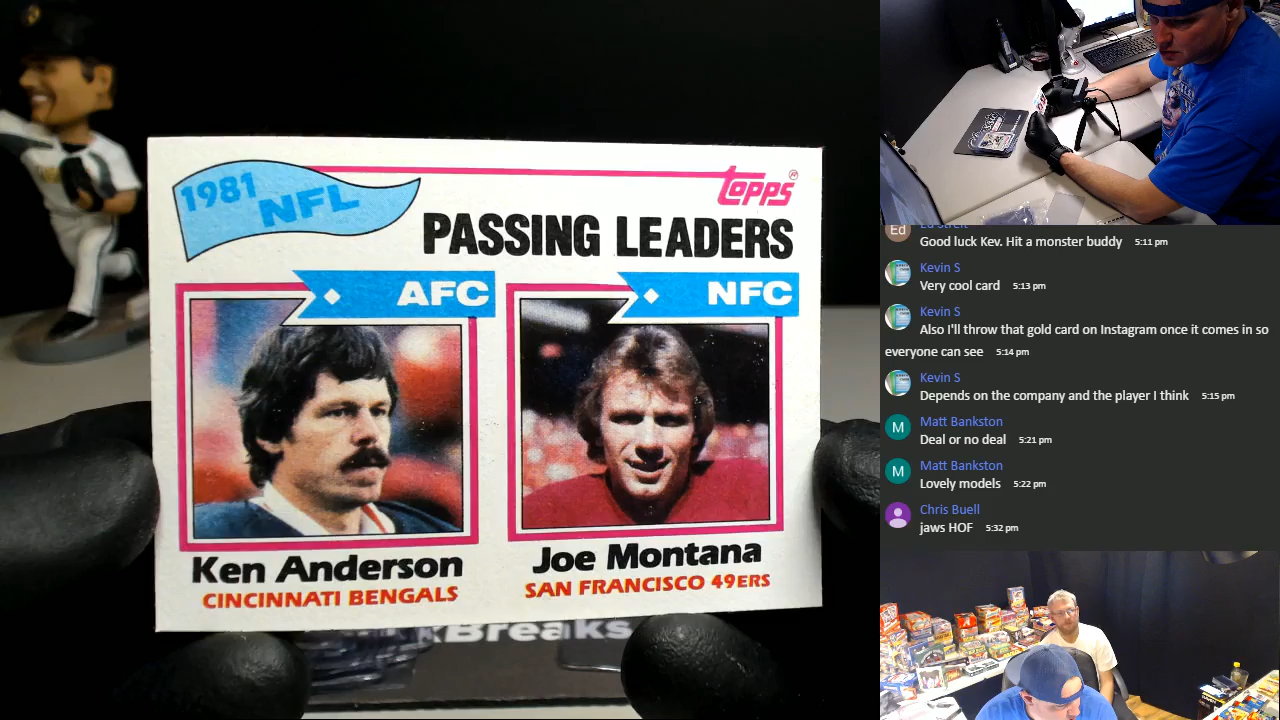 1981 NFL
topps
PASSING LEADERS
AFC
NFC
Ken Anderson
CINCINNATI BENGALS
Joe Montana
SAN FRANCISCO 49ERS
Breaks
Ed
Good luck Kev. Hit a monster buddy 5:11 pm
Kevin S
Very cool card 5:13 pm
Kevin S
Also I'll throw that gold card on Instagram once it comes in so
everyone can see 5:14 pm
Kevin S
Depends on the company and the player I think 5:15 pm
M Matt Bankston
Deal or no deal 5:21 pm
M Matt Bankston
Lovely models 5:22 pm
Chris Buell
jaws HOF 5:32 pm